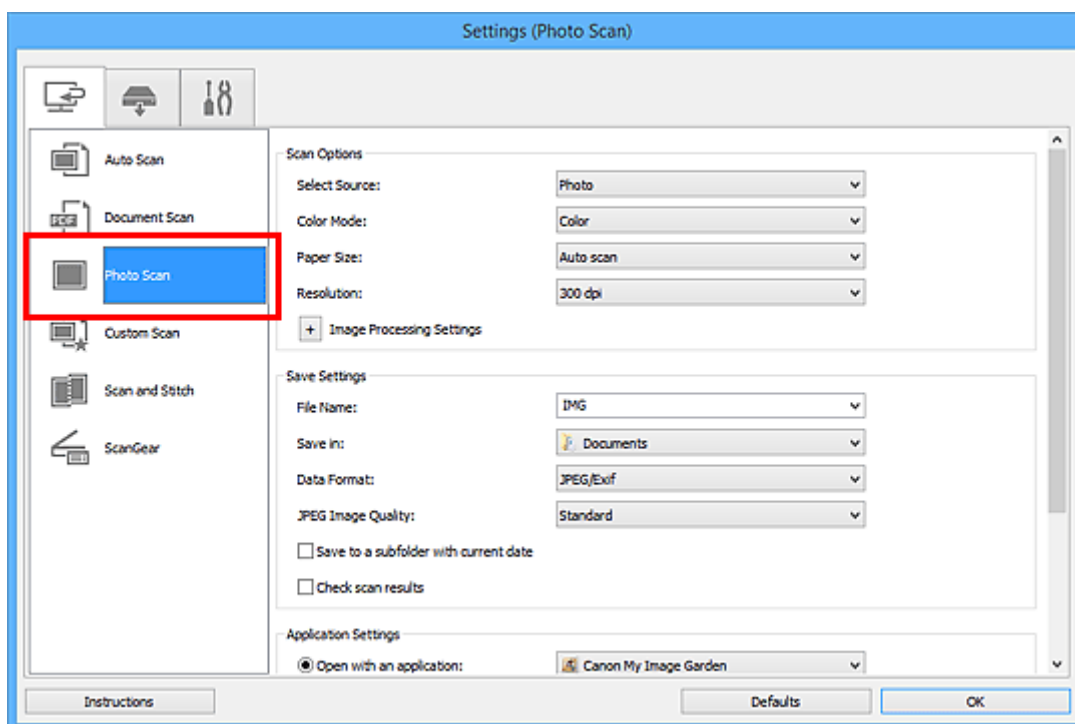 Settings (Photo Scan)
Auto Scan
Document Scan
PDF
Photo Scan
Custom Scan
Scan and Stitch
ScanGear
Scan Options
Select Source: Photo
Color Mode: Color
Paper Size: Auto scan
Resolution: 300 dpi
+ Image Processing Settings
Save Settings
File Name: IMG
Save in: Documents
Data Format: JPEG/Exif
JPEG Image Quality: Standard
Save to a subfolder with current date
Check scan results
Application Settings
Open with an application: Canon My Image Garden
Instructions Defaults OK